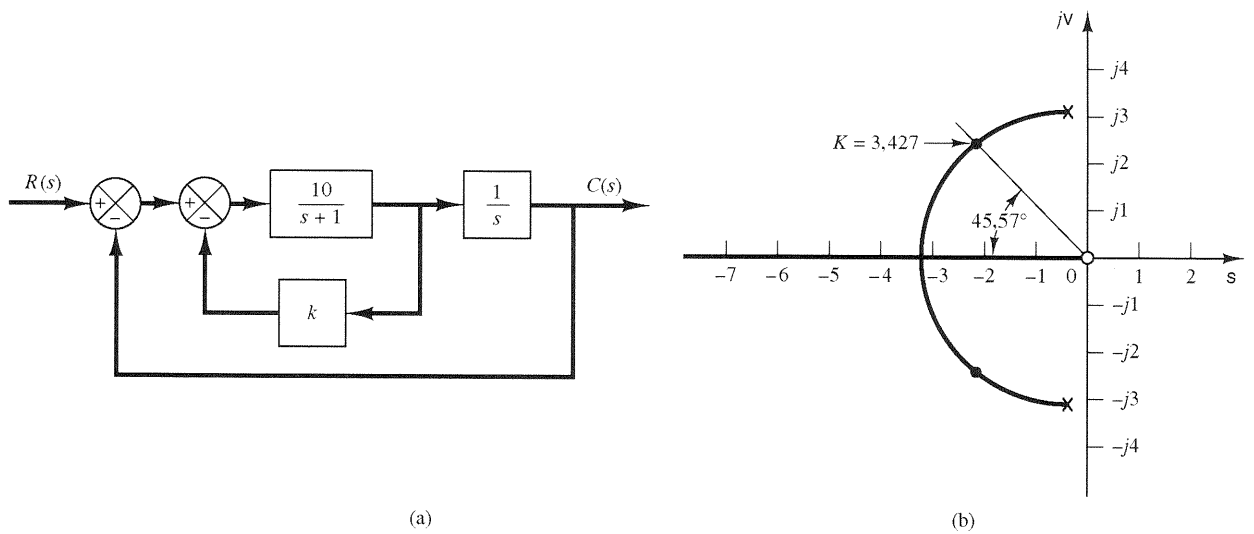 R(s)
+
−
+
−
10
s + 1
1
s
C(s)
k
(a)
jV
j4
j3
K = 3,427
j2
j1
45,57°
−7 −6 −5 −4 −3 −2 −1 0 1 2 s
−j1
−j2
−j3
−j4
(b)